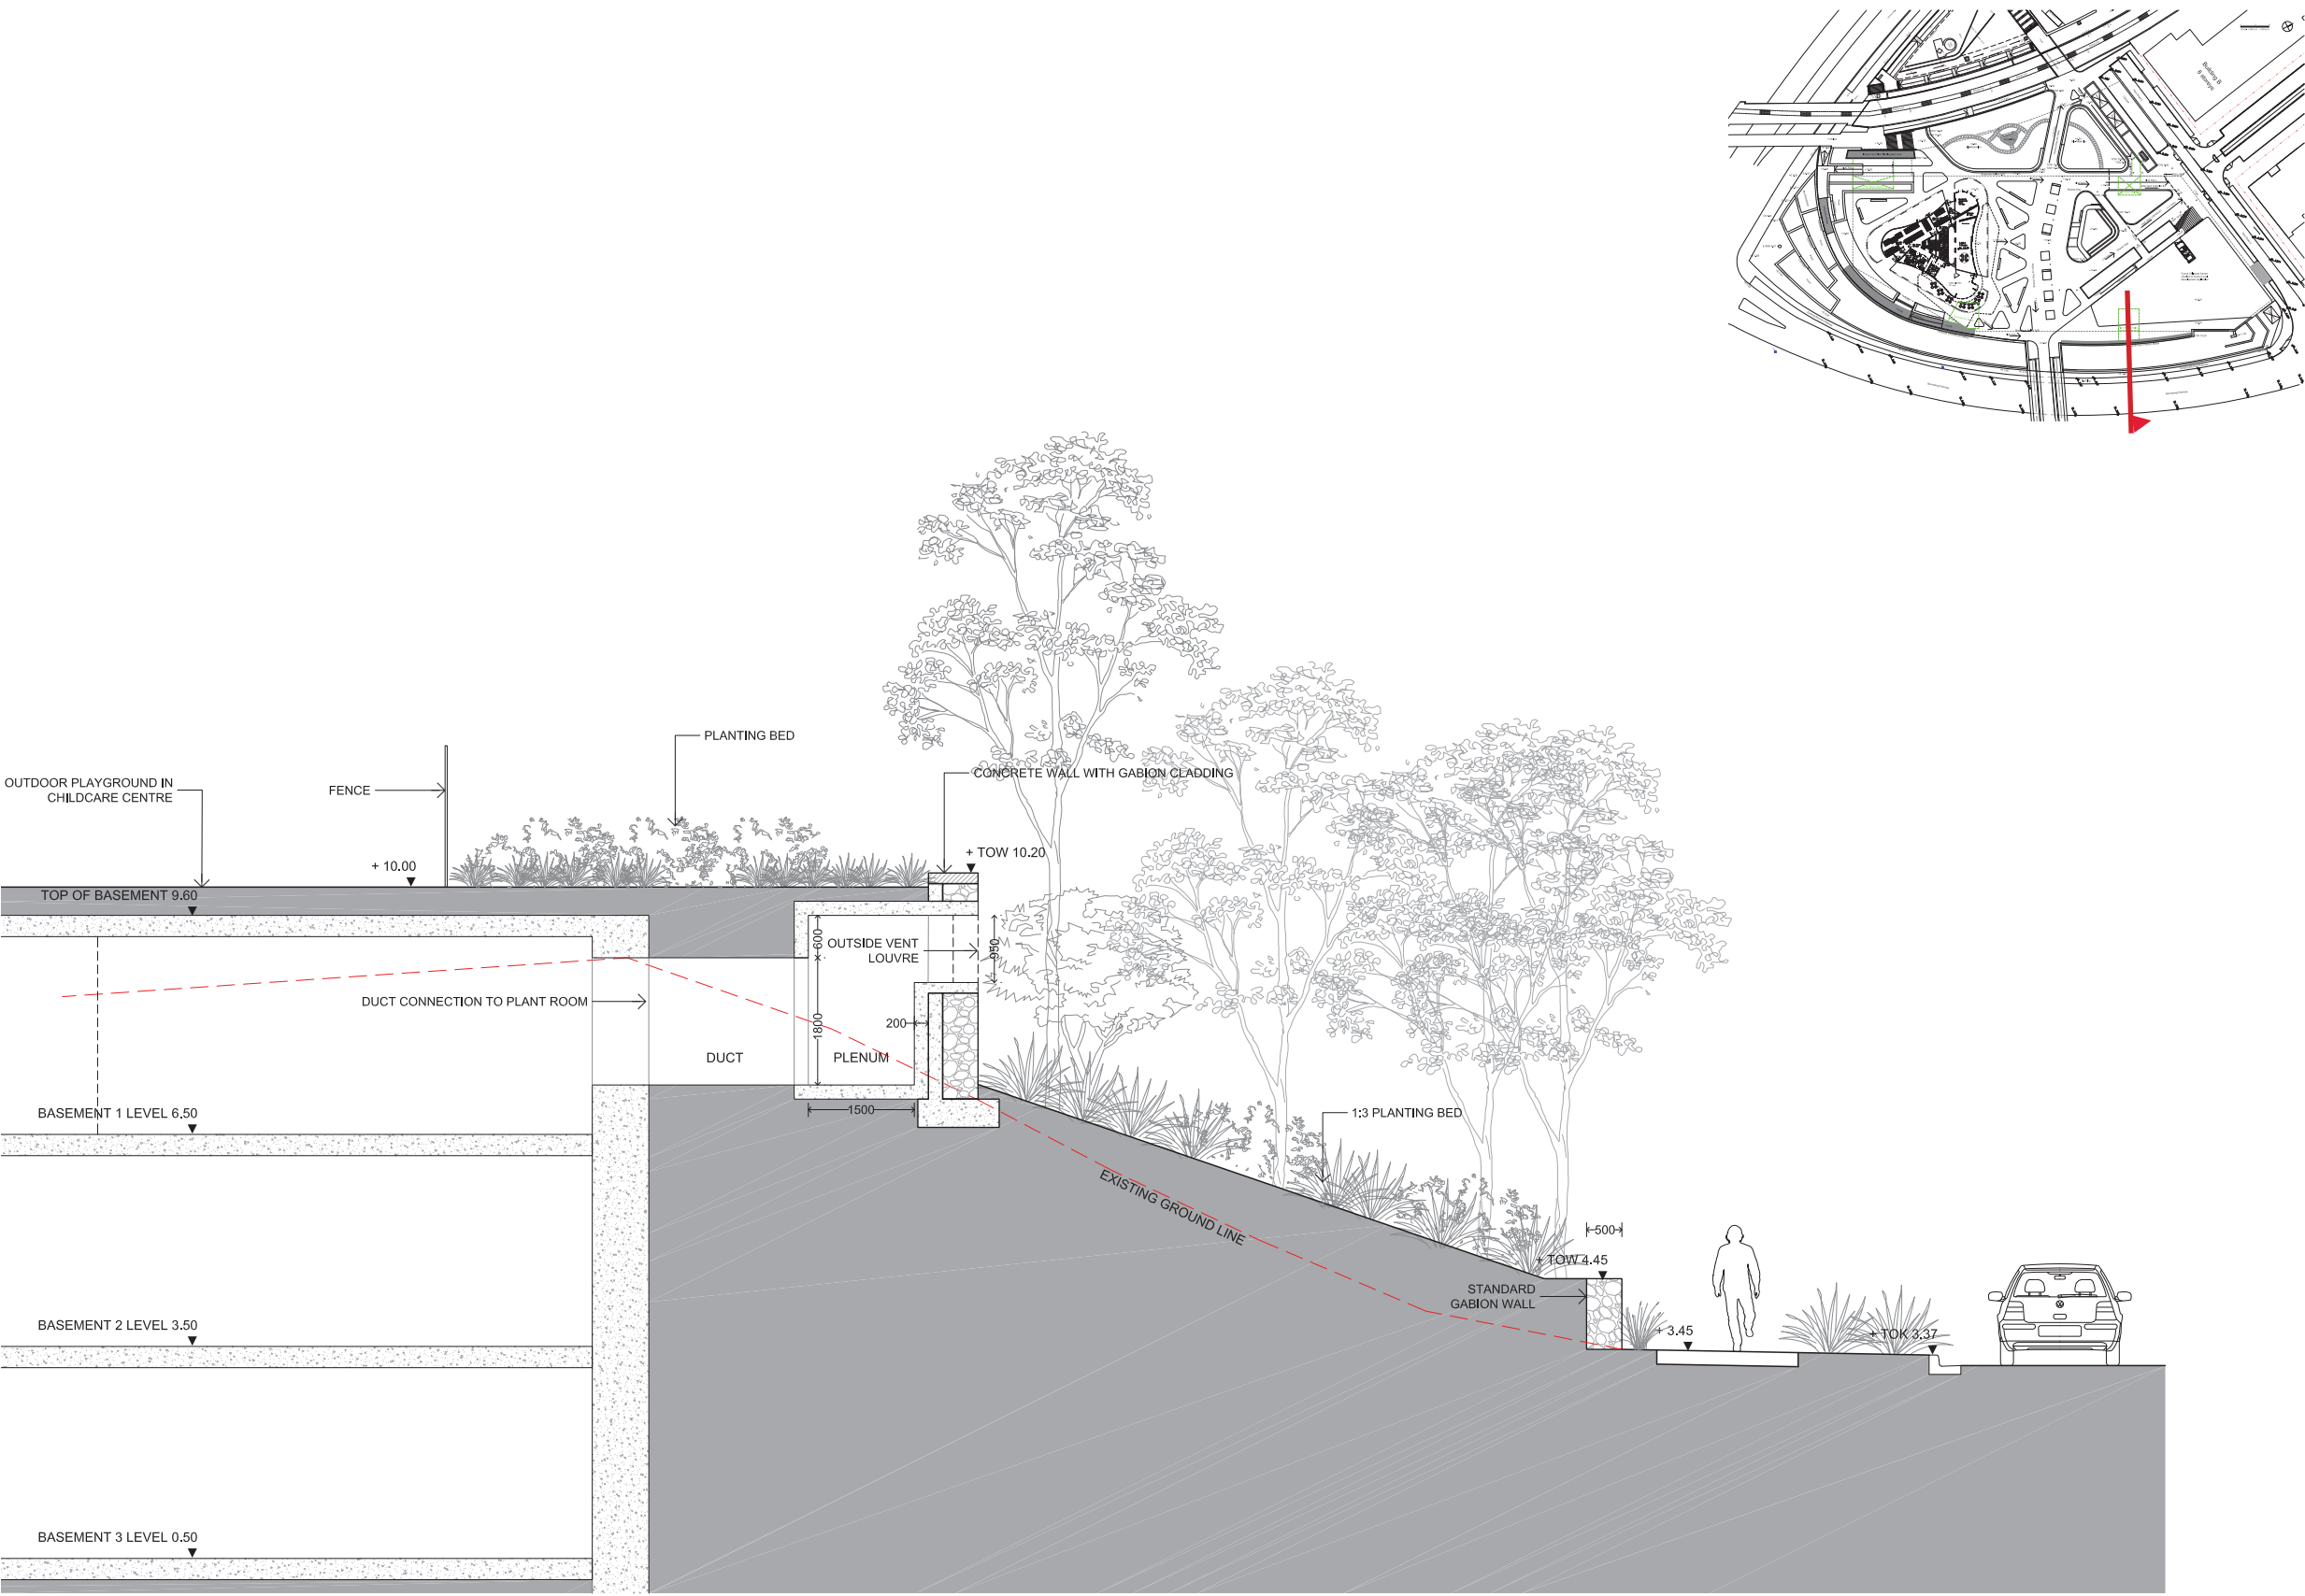 Building B
6 storeys
PLANTING BED
OUTDOOR PLAYGROUND IN
CHILDCARE CENTRE
FENCE
CONCRETE WALL WITH GABION CLADDING
+ 10.00
+ TOW 10.20
TOP OF BASEMENT 9.60
600
OUTSIDE VENT
LOUVRE
950
DUCT CONNECTION TO PLANT ROOM
1800
200
DUCT
PLENUM
BASEMENT 1 LEVEL 6.50
1500
1:3 PLANTING BED
EXISTING GROUND LINE
500
+ TOW 4.45
STANDARD
GABION WALL
BASEMENT 2 LEVEL 3.50
+ 3.45
+ TOK 3.37
BASEMENT 3 LEVEL 0.50